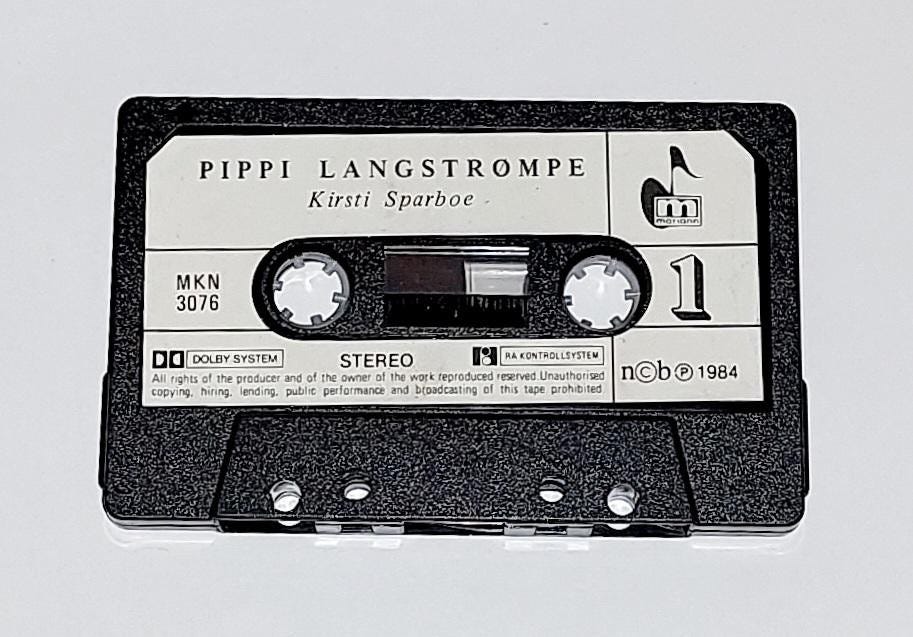 PIPPI LANGSTRØMPE
Kirsti Sparboe
m
mariann
MKN
3076
1
DOLBY SYSTEM
STEREO
RA KONTROLLSYSTEM
All rights of the producer and of the owner of the work reproduced reserved. Unauthorised
copying, hiring, lending, public performance and broadcasting of this tape prohibited.
n©b ℗ 1984